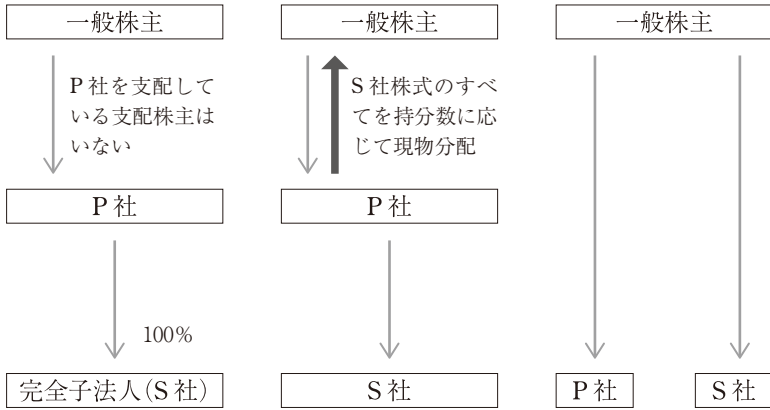 一般株主
P社を支配して
いる支配株主は
いない
P社
100%
完全子法人(S社)
一般株主
S社株式のすべ
てを持分数に応
じて現物分配
P社
S社
一般株主
P社
S社